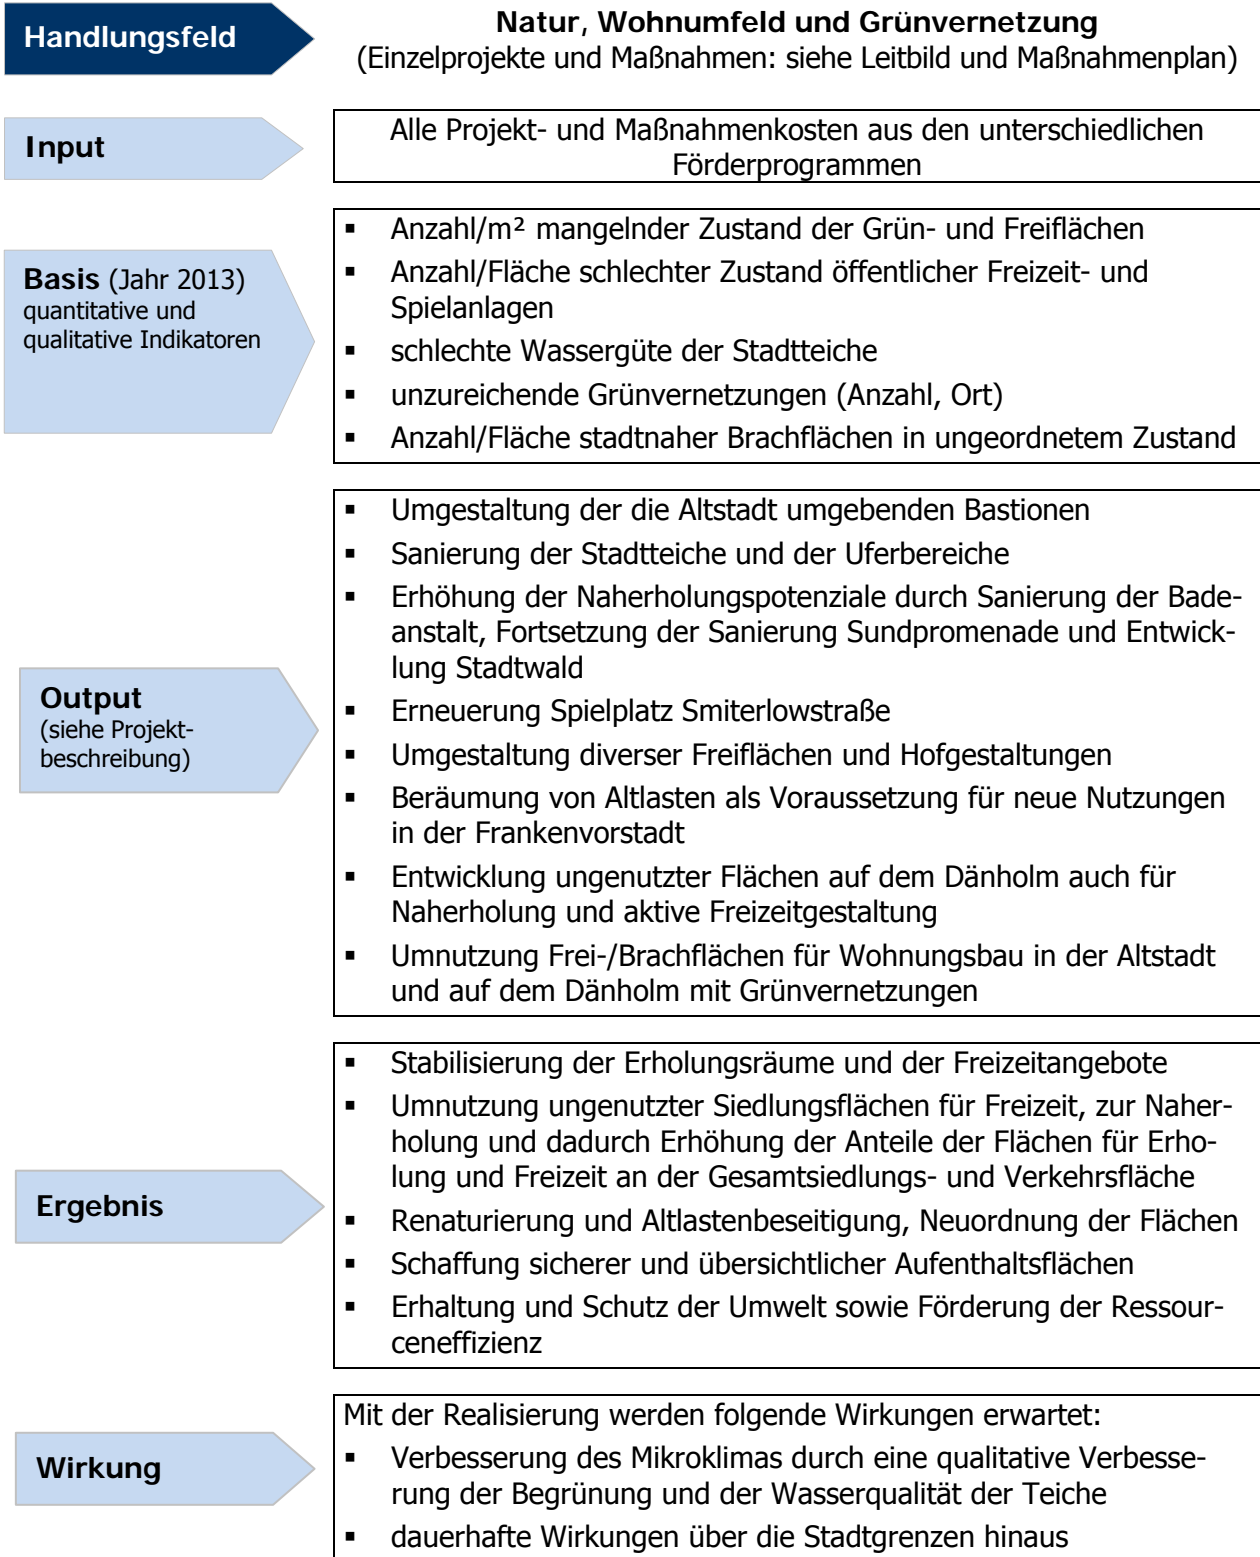 Handlungsfeld
Natur, Wohnumfeld und Grünvernetzung
(Einzelprojekte und Maßnahmen: siehe Leitbild und Maßnahmenplan)
Input
Alle Projekt- und Maßnahmenkosten aus den unterschiedlichen
Förderprogrammen
Basis (Jahr 2013)
quantitative und
qualitative Indikatoren
▪ Anzahl/m² mangelnder Zustand der Grün- und Freiflächen
▪ Anzahl/Fläche schlechter Zustand öffentlicher Freizeit- und
Spielanlagen
▪ schlechte Wassergüte der Stadtteiche
▪ unzureichende Grünvernetzungen (Anzahl, Ort)
▪ Anzahl/Fläche stadtnaher Brachflächen in ungeordnetem Zustand
Output
(siehe Projekt-
beschreibung)
▪ Umgestaltung der die Altstadt umgebenden Bastionen
▪ Sanierung der Stadtteiche und der Uferbereiche
▪ Erhöhung der Naherholungspotenziale durch Sanierung der Bade-
anstalt, Fortsetzung der Sanierung Sundpromenade und Entwick-
lung Stadtwald
▪ Erneuerung Spielplatz Smiterlowstraße
▪ Umgestaltung diverser Freiflächen und Hofgestaltungen
▪ Beräumung von Altlasten als Voraussetzung für neue Nutzungen
in der Frankenvorstadt
▪ Entwicklung ungenutzter Flächen auf dem Dänholm auch für
Naherholung und aktive Freizeitgestaltung
▪ Umnutzung Frei-/Brachflächen für Wohnungsbau in der Altstadt
und auf dem Dänholm mit Grünvernetzungen
Ergebnis
▪ Stabilisierung der Erholungsräume und der Freizeitangebote
▪ Umnutzung ungenutzter Siedlungsflächen für Freizeit, zur Naher-
holung und dadurch Erhöhung der Anteile der Flächen für Erho-
lung und Freizeit an der Gesamtsiedlungs- und Verkehrsfläche
▪ Renaturierung und Altlastenbeseitigung, Neuordnung der Flächen
▪ Schaffung sicherer und übersichtlicher Aufenthaltsflächen
▪ Erhaltung und Schutz der Umwelt sowie Förderung der Ressour-
ceneffizienz
Wirkung
Mit der Realisierung werden folgende Wirkungen erwartet:
▪ Verbesserung des Mikroklimas durch eine qualitative Verbesse-
rung der Begrünung und der Wasserqualität der Teiche
▪ dauerhafte Wirkungen über die Stadtgrenzen hinaus